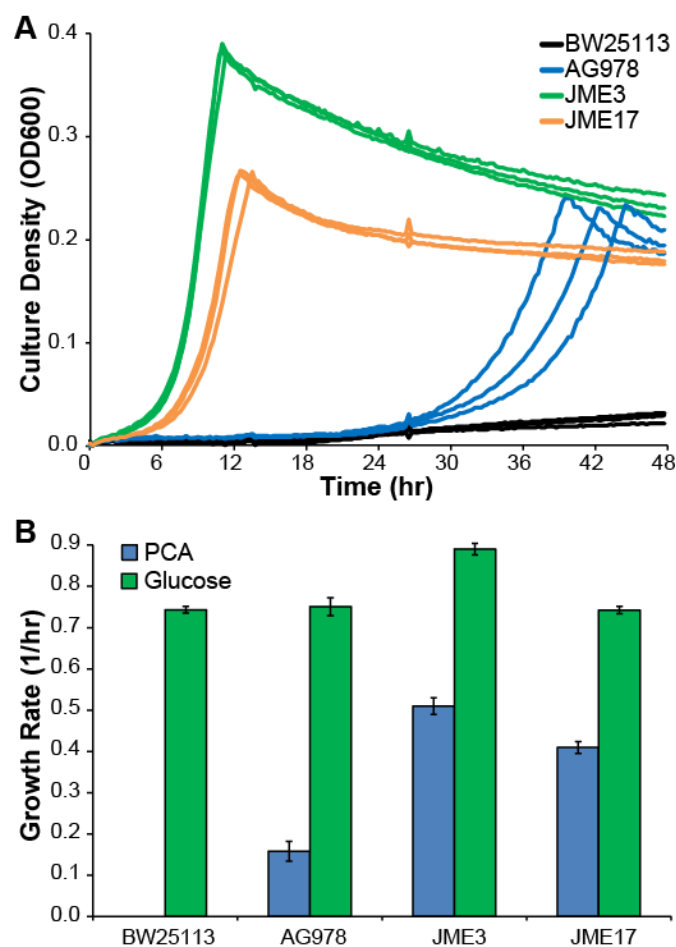 A
0.4
0.3
0.2
0.1
0.0
Culture Density (OD600)
BW25113
AG978
JME3
JME17
0 6 12 18 24 30 36 42 48
Time (hr)
B
0.9
0.8
0.7
0.6
0.5
0.4
0.3
0.2
0.1
0.0
Growth Rate (1/hr)
PCA
Glucose
BW25113 AG978 JME3 JME17